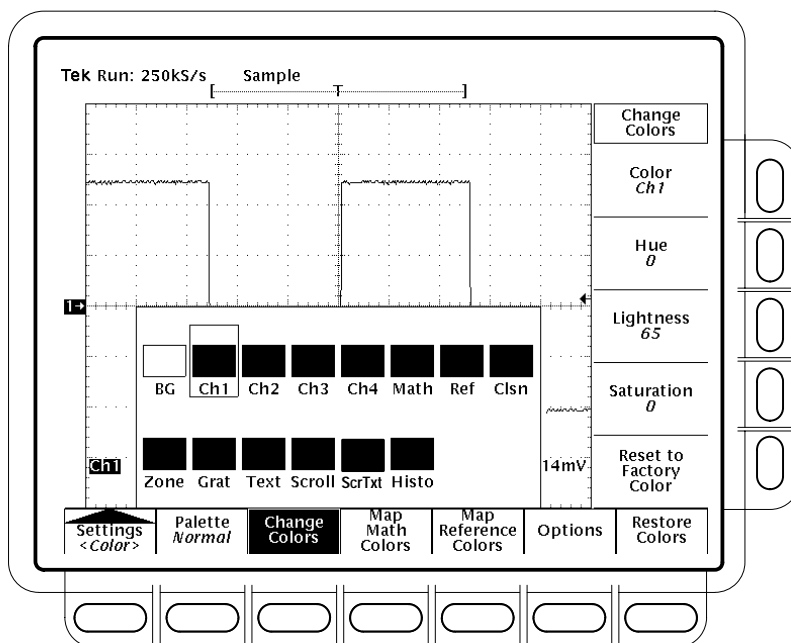 Tek Run: 250kS/s Sample
[ T ]
Change
Colors
Color
Ch1
Hue
0
Lightness
65
Saturation
0
Reset to
Factory
Color
1→
BG Ch1 Ch2 Ch3 Ch4 Math Ref Clsn
Ch1
14mV
Zone Grat Text Scroll ScrTxt Histo
Settings
<Color>
Palette
Normal
Change
Colors
Map
Math
Colors
Map
Reference
Colors
Options
Restore
Colors